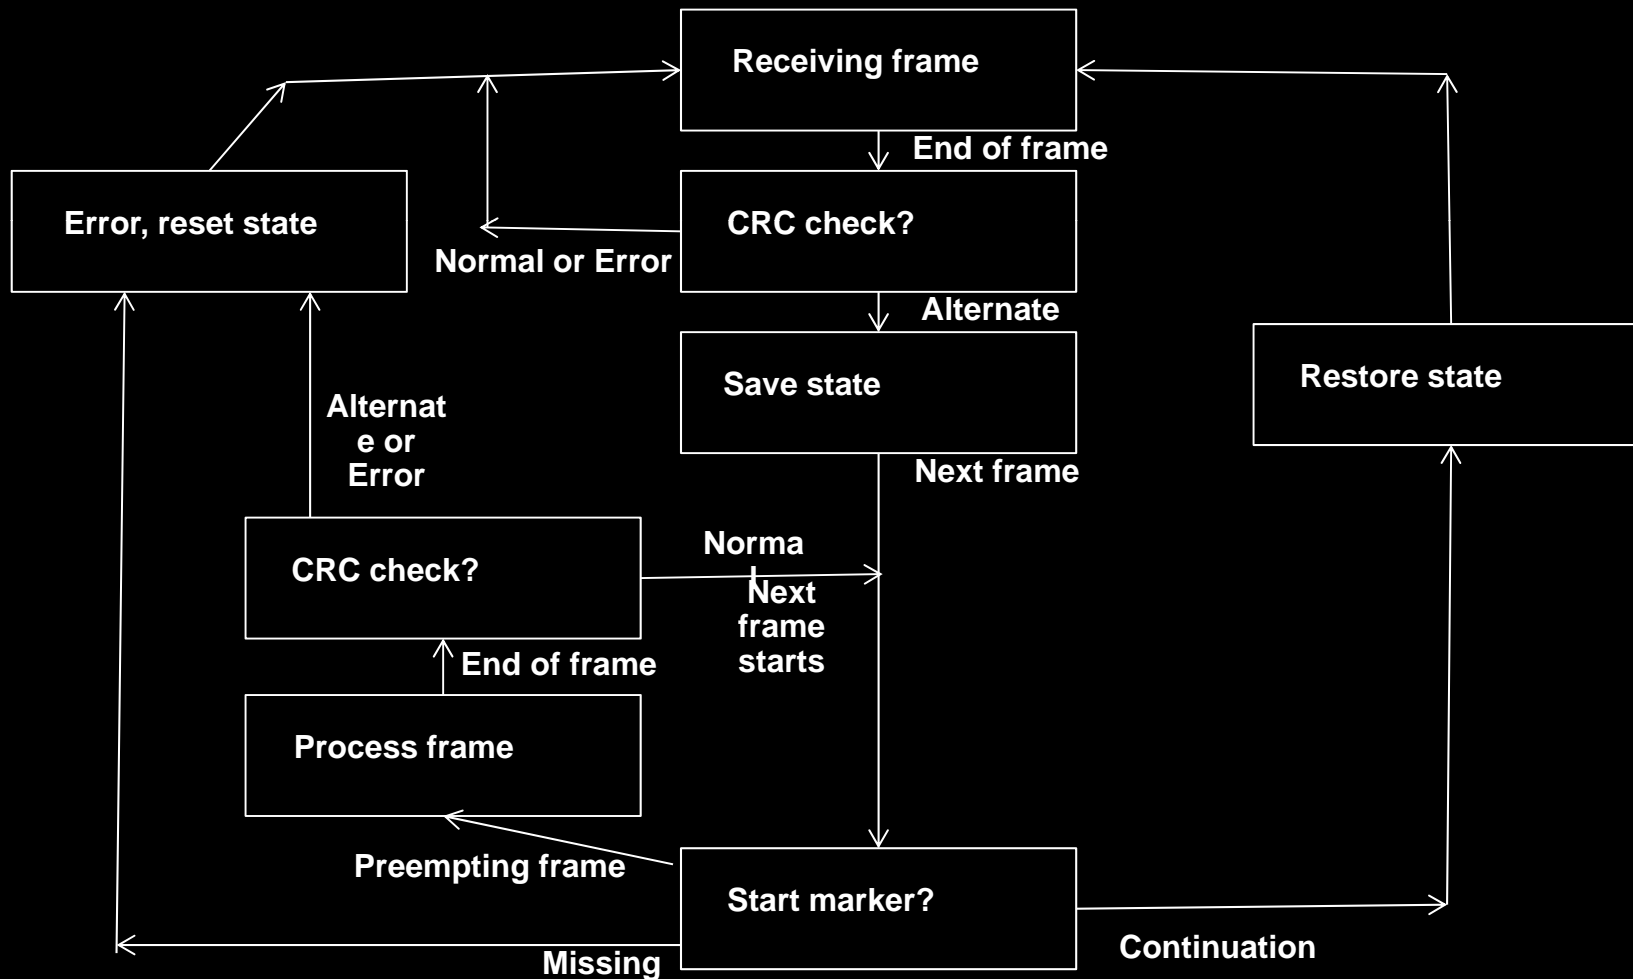 Receiving frame
End of frame
Error, reset state
CRC check?
Normal or Error
Alternate
Save state
Restore state
Alternat
e or
Error
Next frame
CRC check?
Norma
l
Next
frame
starts
End of frame
Process frame
Preempting frame
Start marker?
Continuation
Missing